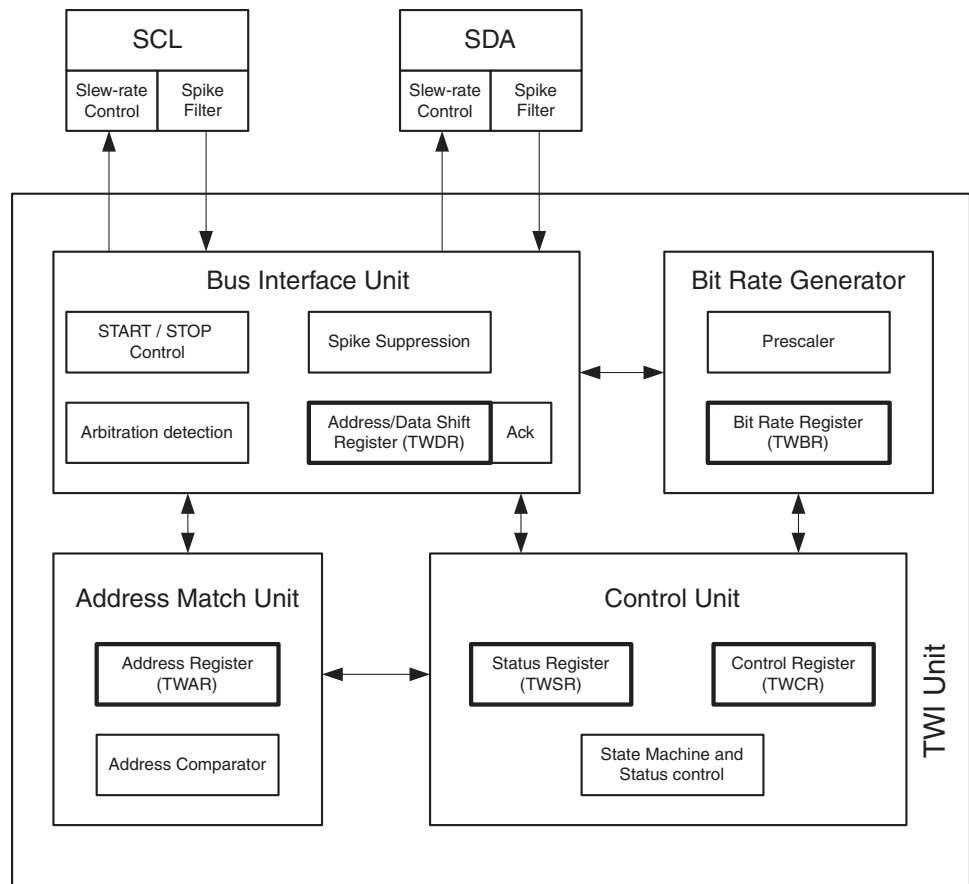 SCL
Slew-rate
Control
Spike
Filter
SDA
Slew-rate
Control
Spike
Filter
Bus Interface Unit
START / STOP
Control
Spike Suppression
Arbitration detection
Address/Data Shift
Register (TWDR)
Ack
Bit Rate Generator
Prescaler
Bit Rate Register
(TWBR)
Address Match Unit
Address Register
(TWAR)
Address Comparator
Control Unit
Status Register
(TWSR)
Control Register
(TWCR)
State Machine and
Status control
TWI Unit